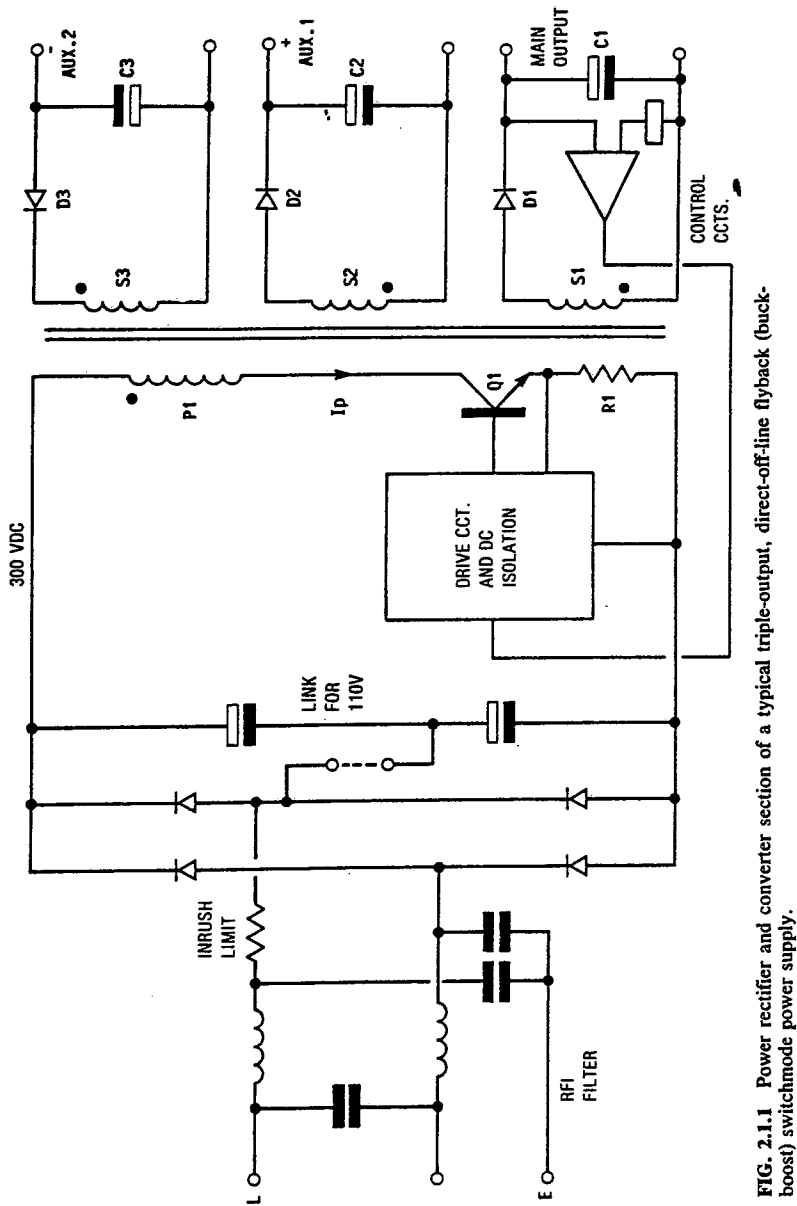 300 VDC
L
E
RFI
FILTER
INRUSH
LIMIT
LINK
FOR
110V
P1
Ip
DRIVE CCT.
AND DC
ISOLATION
Q1
R1
S3
D3
C3
-
AUX.2
S2
D2
C2
+
AUX.1
S1
D1
C1
MAIN
OUTPUT
CONTROL
CCTS.
FIG. 2.1.1 Power rectifier and converter section of a typical triple-output, direct-off-line flyback (buck-
boost) switchmode power supply.